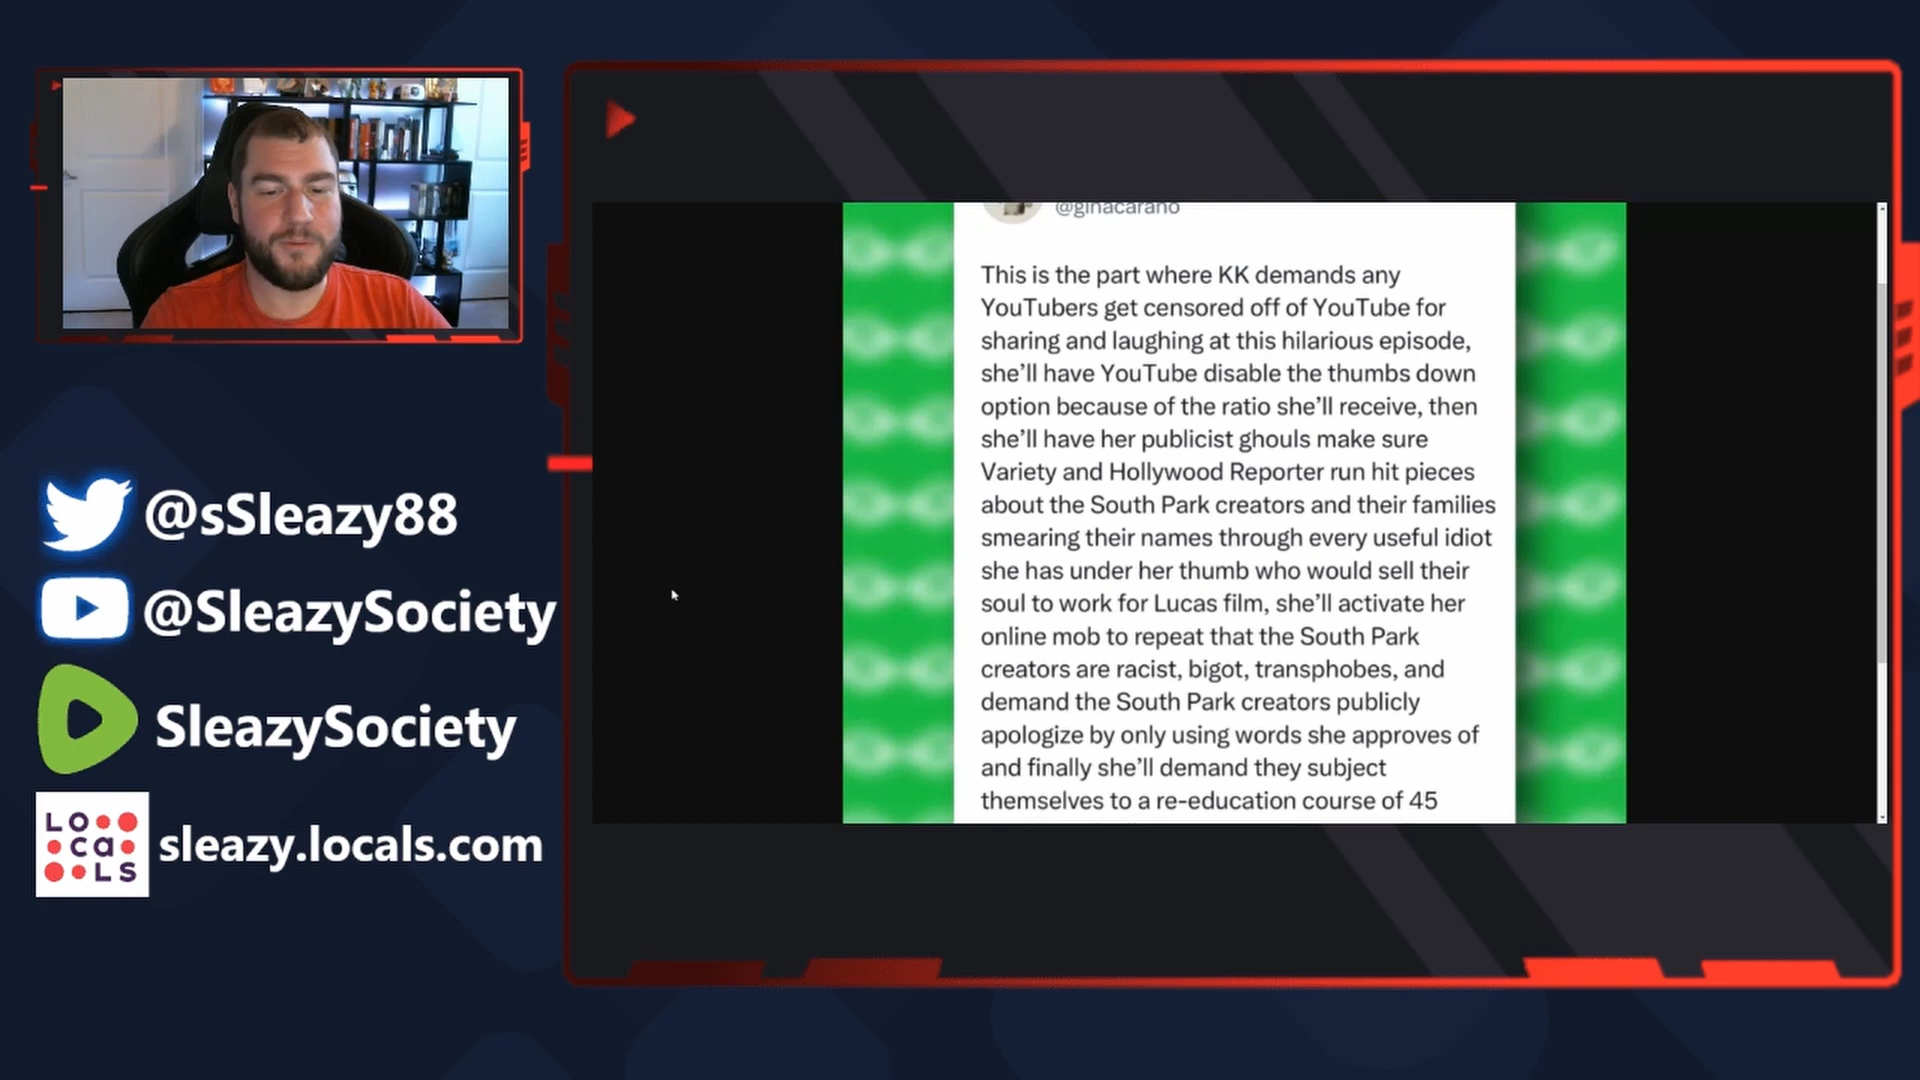 @ginacarano
This is the part where KK demands any
YouTubers get censored off of YouTube for
sharing and laughing at this hilarious episode,
she’ll have YouTube disable the thumbs down
option because of the ratio she’ll receive, then
she’ll have her publicist ghouls make sure
Variety and Hollywood Reporter run hit pieces
about the South Park creators and their families
smearing their names through every useful idiot
she has under her thumb who would sell their
soul to work for Lucas film, she’ll activate her
online mob to repeat that the South Park
creators are racist, bigot, transphobes, and
demand the South Park creators publicly
apologize by only using words she approves of
and finally she’ll demand they subject
themselves to a re-education course of 45
@sSleazy88
@SleazySociety
SleazySociety
LOcaLS
sleazy.locals.com